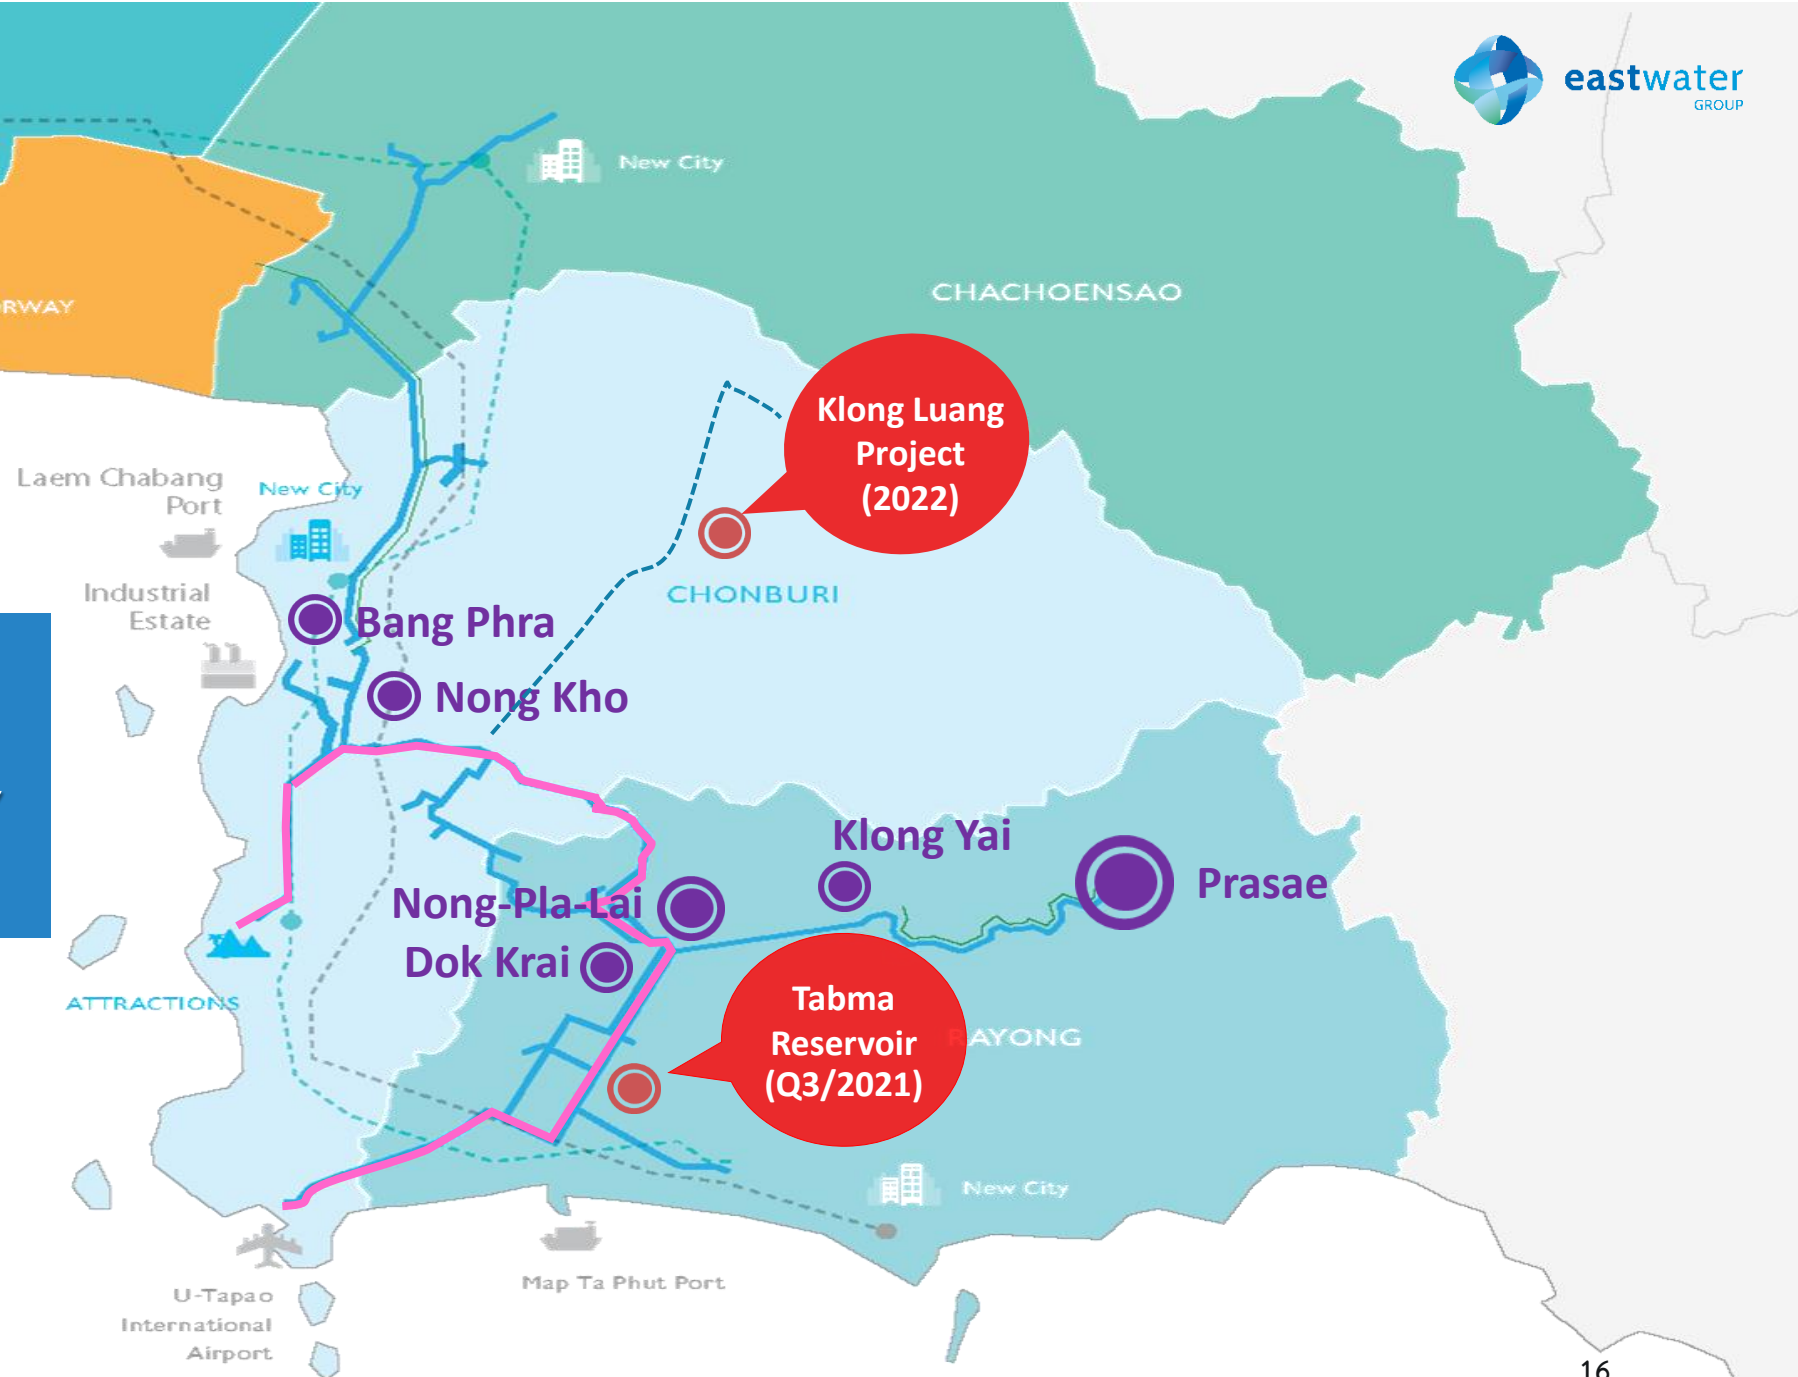 eastwater
GROUP
New City
CHACHOENSAO
RWAY
Klong Luang
Project
(2022)
Laem Chabang
Port
New City
Industrial
Estate
CHONBURI
Bang Phra
Nong Kho
Klong Yai
Prasae
Nong-Pla-Lai
Dok Krai
ATTRACTIONS
Tabma
Reservoir
(Q3/2021)
AYONG
New City
Map Ta Phut Port
U-Tapao
International
Airport
16